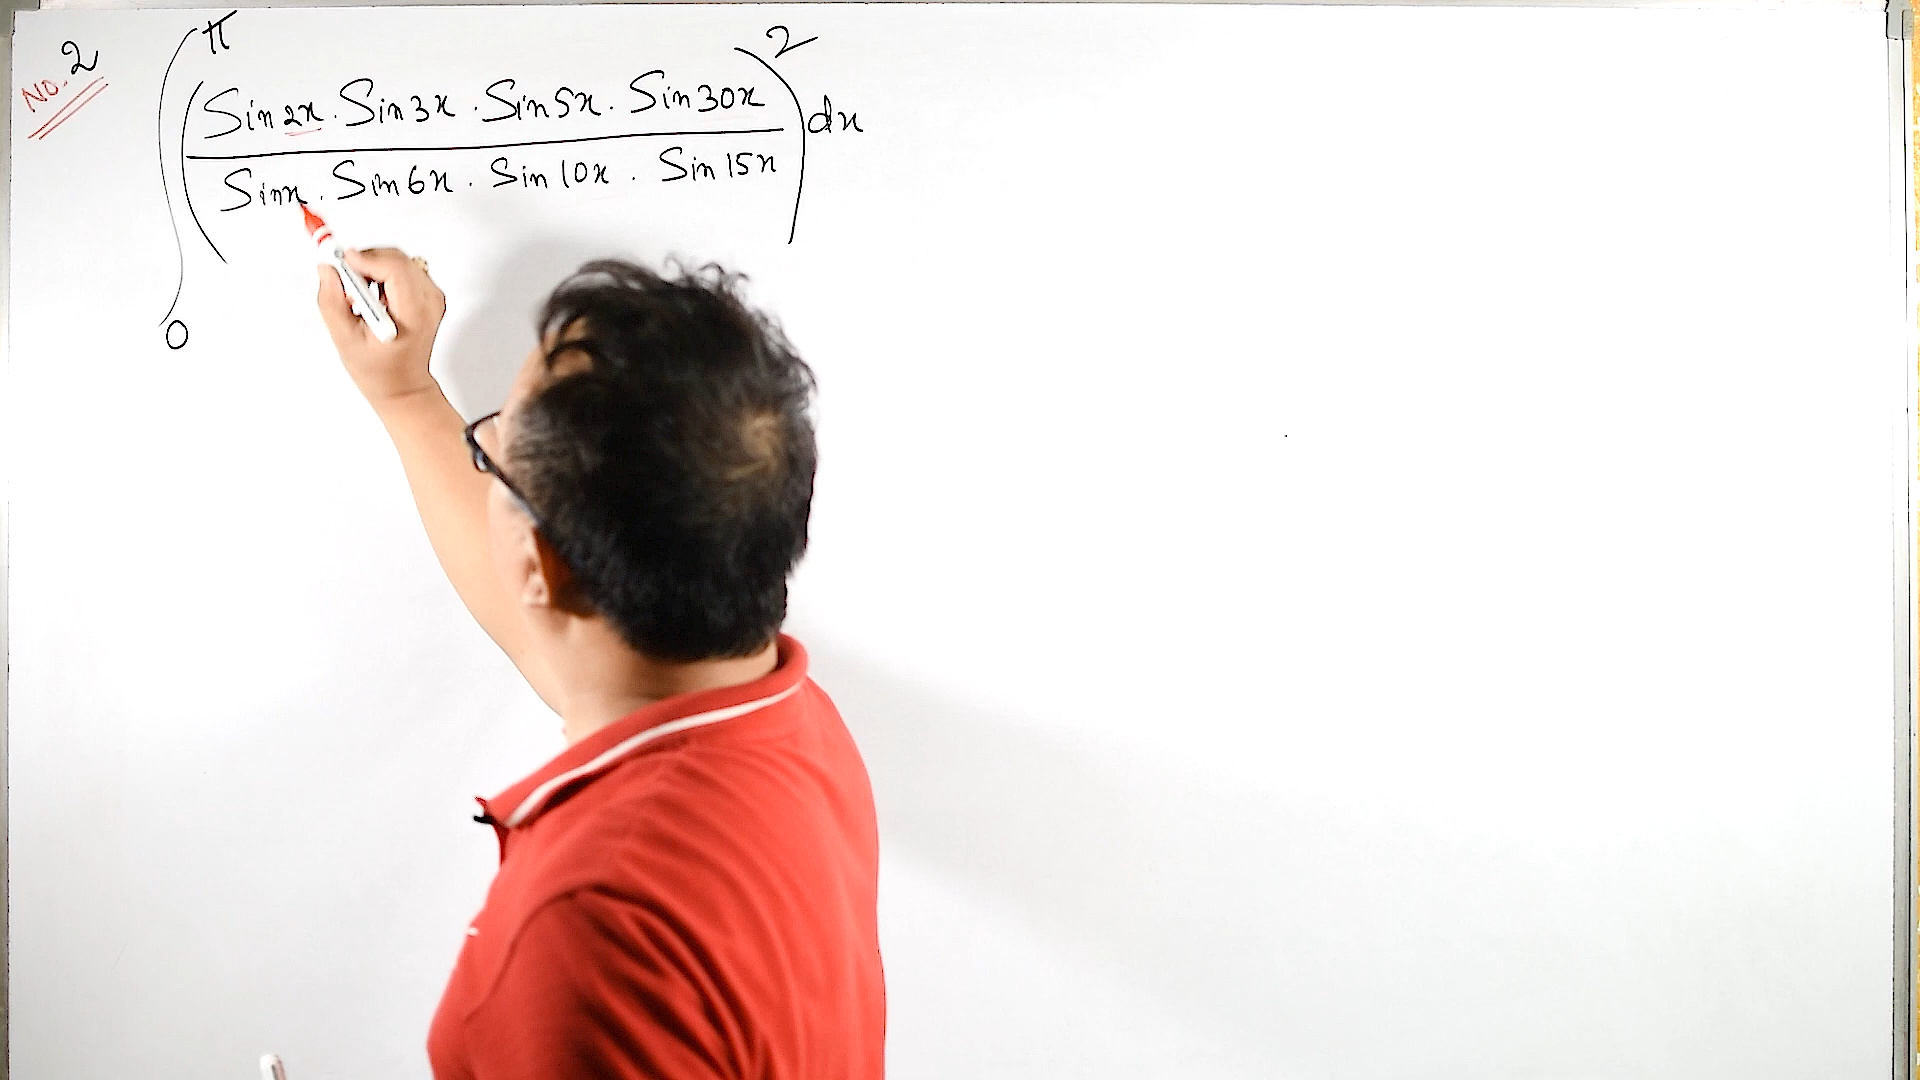 No. 2
π
2
Sin 2x . Sin 3x . Sin 5x . Sin 30x
dx
Sin x . Sin 6x . Sin 10x . Sin 15x
0